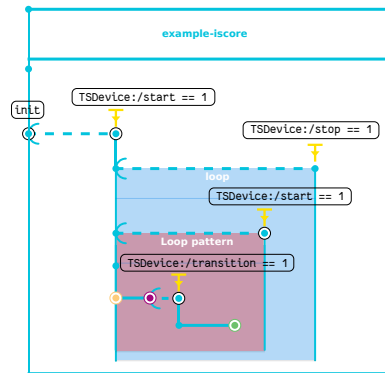 example-iscore
TSDevice:/start == 1
init
TSDevice:/stop == 1
loop
TSDevice:/start == 1
Loop pattern
TSDevice:/transition == 1